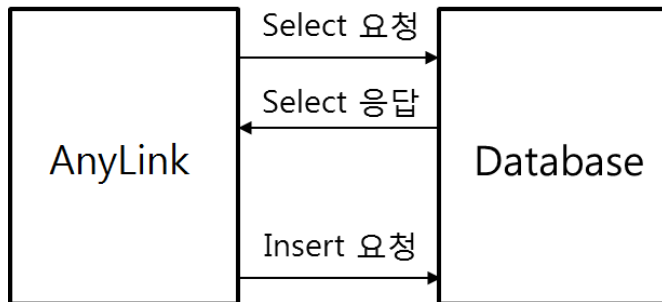 Select 요청
Select 응답
AnyLink
Database
Insert 요청